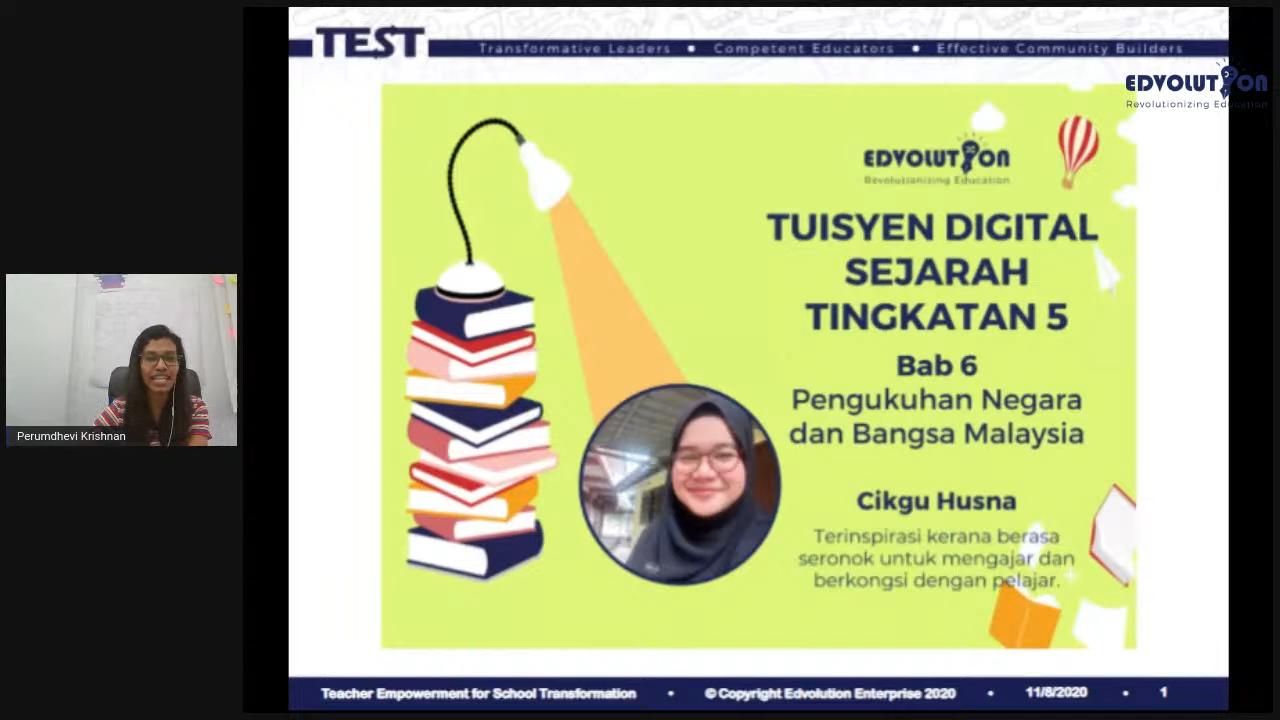 TEST
Transformative Leaders • Competent Educators • Effective Community Builders
EDVOLUTION
Revolutionizing Education
EDVOLUTION
Revolutionizing Education
TUISYEN DIGITAL
SEJARAH
TINGKATAN 5
Bab 6
Pengukuhan Negara
dan Bangsa Malaysia
Cikgu Husna
Terinspirasi kerana berasa
seronok untuk mengajar dan
berkongsi dengan pelajar.
Perumdhevi Krishnan
Teacher Empowerment for School Transformation • ©Copyright Edvolution Enterprise 2020 • 11/8/2020 • 1